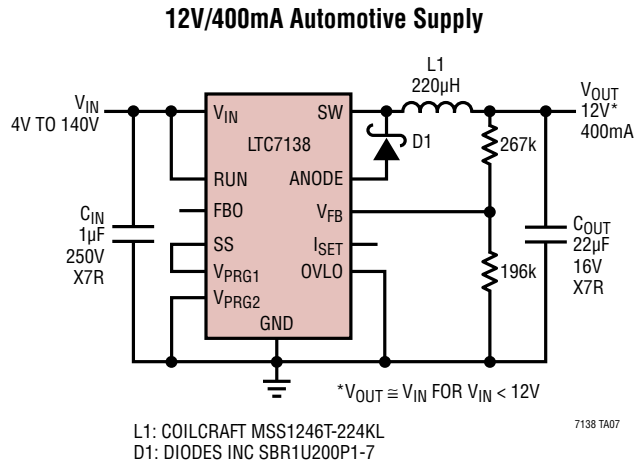 12V/400mA Automotive Supply
L1
220µH
VIN
4V TO 140V
VOUT
12V*
400mA
VIN
SW
LTC7138
D1
267k
RUN
ANODE
FBO
VFB
CIN
1µF
250V
X7R
SS
ISET
COUT
22µF
16V
X7R
VPRG1
OVLO
196k
VPRG2
GND
*VOUT ≅ VIN FOR VIN < 12V
7138 TA07
L1: COILCRAFT MSS1246T-224KL
D1: DIODES INC SBR1U200P1-7